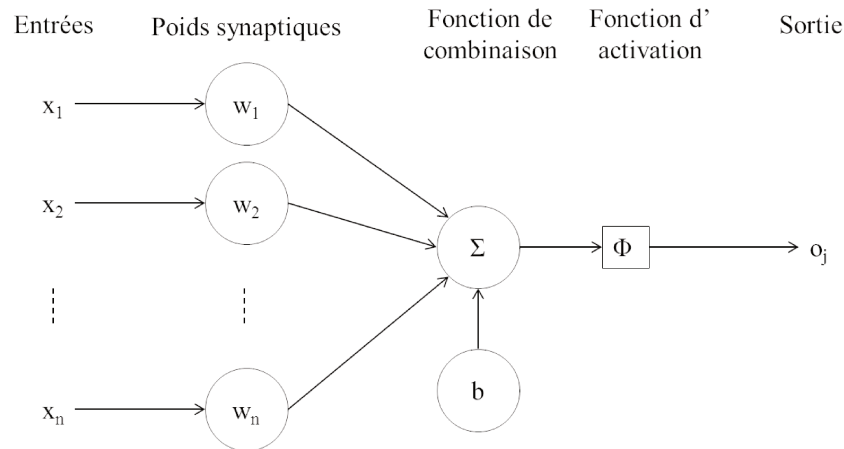 Entrées
Poids synaptiques
Fonction de
combinaison
Fonction d’
activation
Sortie
x₁
w₁
x₂
w₂
Σ
Φ
oⱼ
xₙ
wₙ
b